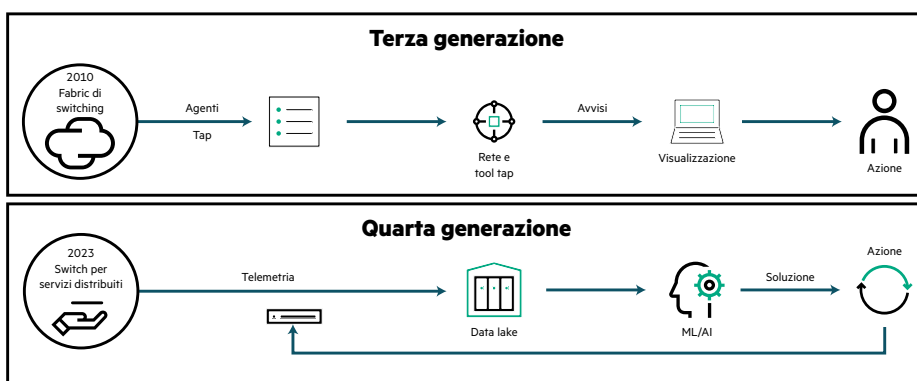 Terza generazione
2010
Fabric di
switching
Agenti
Tap
Rete e
tool tap
Avvisi
Visualizzazione
Azione
Quarta generazione
2023
Switch per
servizi distribuiti
Telemetria
Data lake
ML/AI
Soluzione
Azione